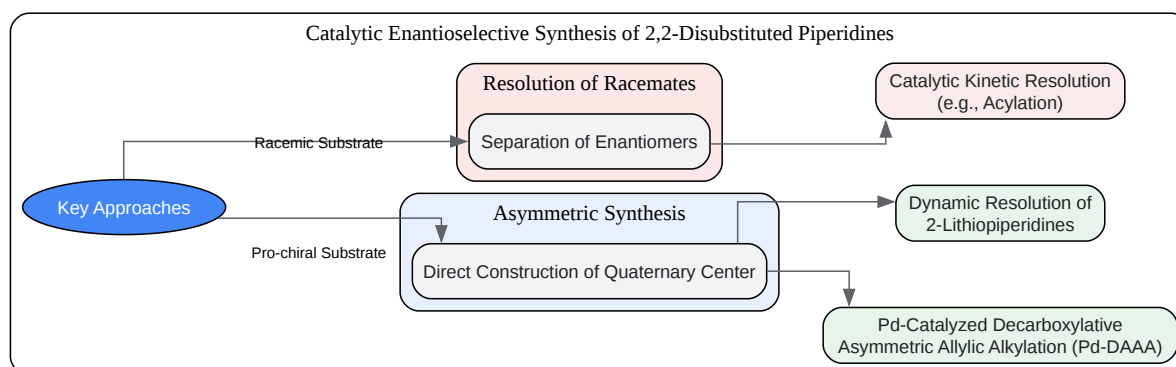 Catalytic Enantioselective Synthesis of 2,2-Disubstituted Piperidines
Resolution of Racemates
Catalytic Kinetic Resolution
(e.g., Acylation)
Racemic Substrate
Separation of Enantiomers
Key Approaches
Asymmetric Synthesis
Dynamic Resolution of
2-Lithiopiperidines
Pro-chiral Substrate
Direct Construction of Quaternary Center
Pd-Catalyzed Decarboxylative
Asymmetric Allylic Alkylation (Pd-DAAA)